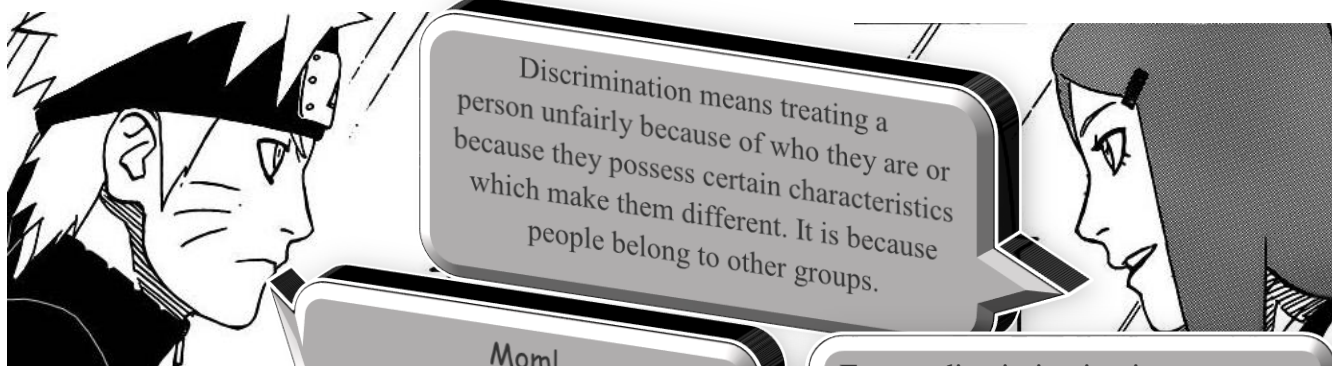 Discrimination means treating a
person unfairly because of who they are or
because they possess certain characteristics
which make them different. It is because
people belong to other groups.
Mom!